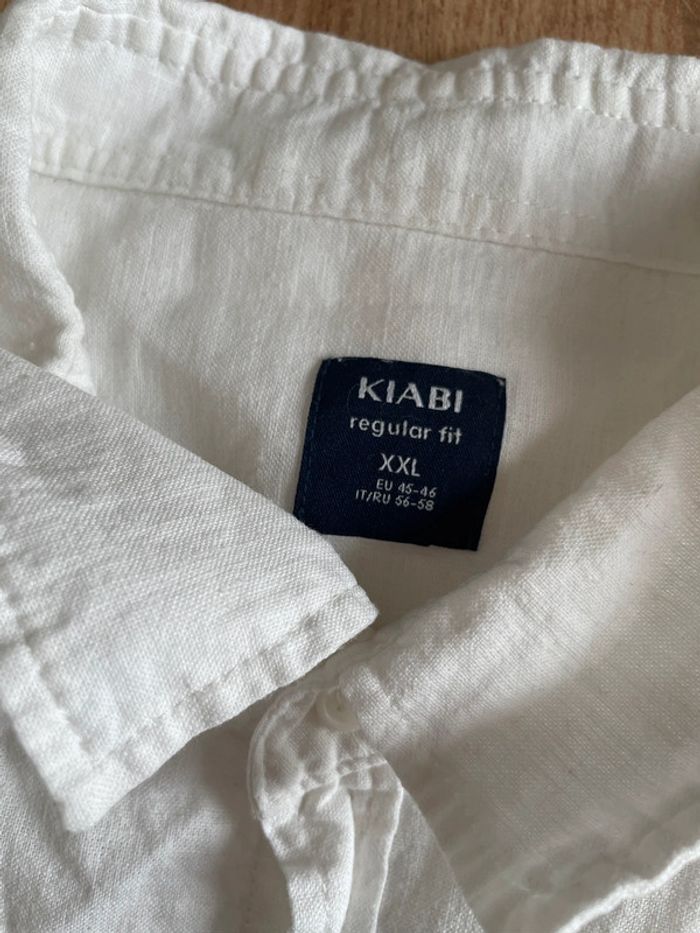 KIABI
regular fit
XXL
EU 45-46
IT/RU 56-58